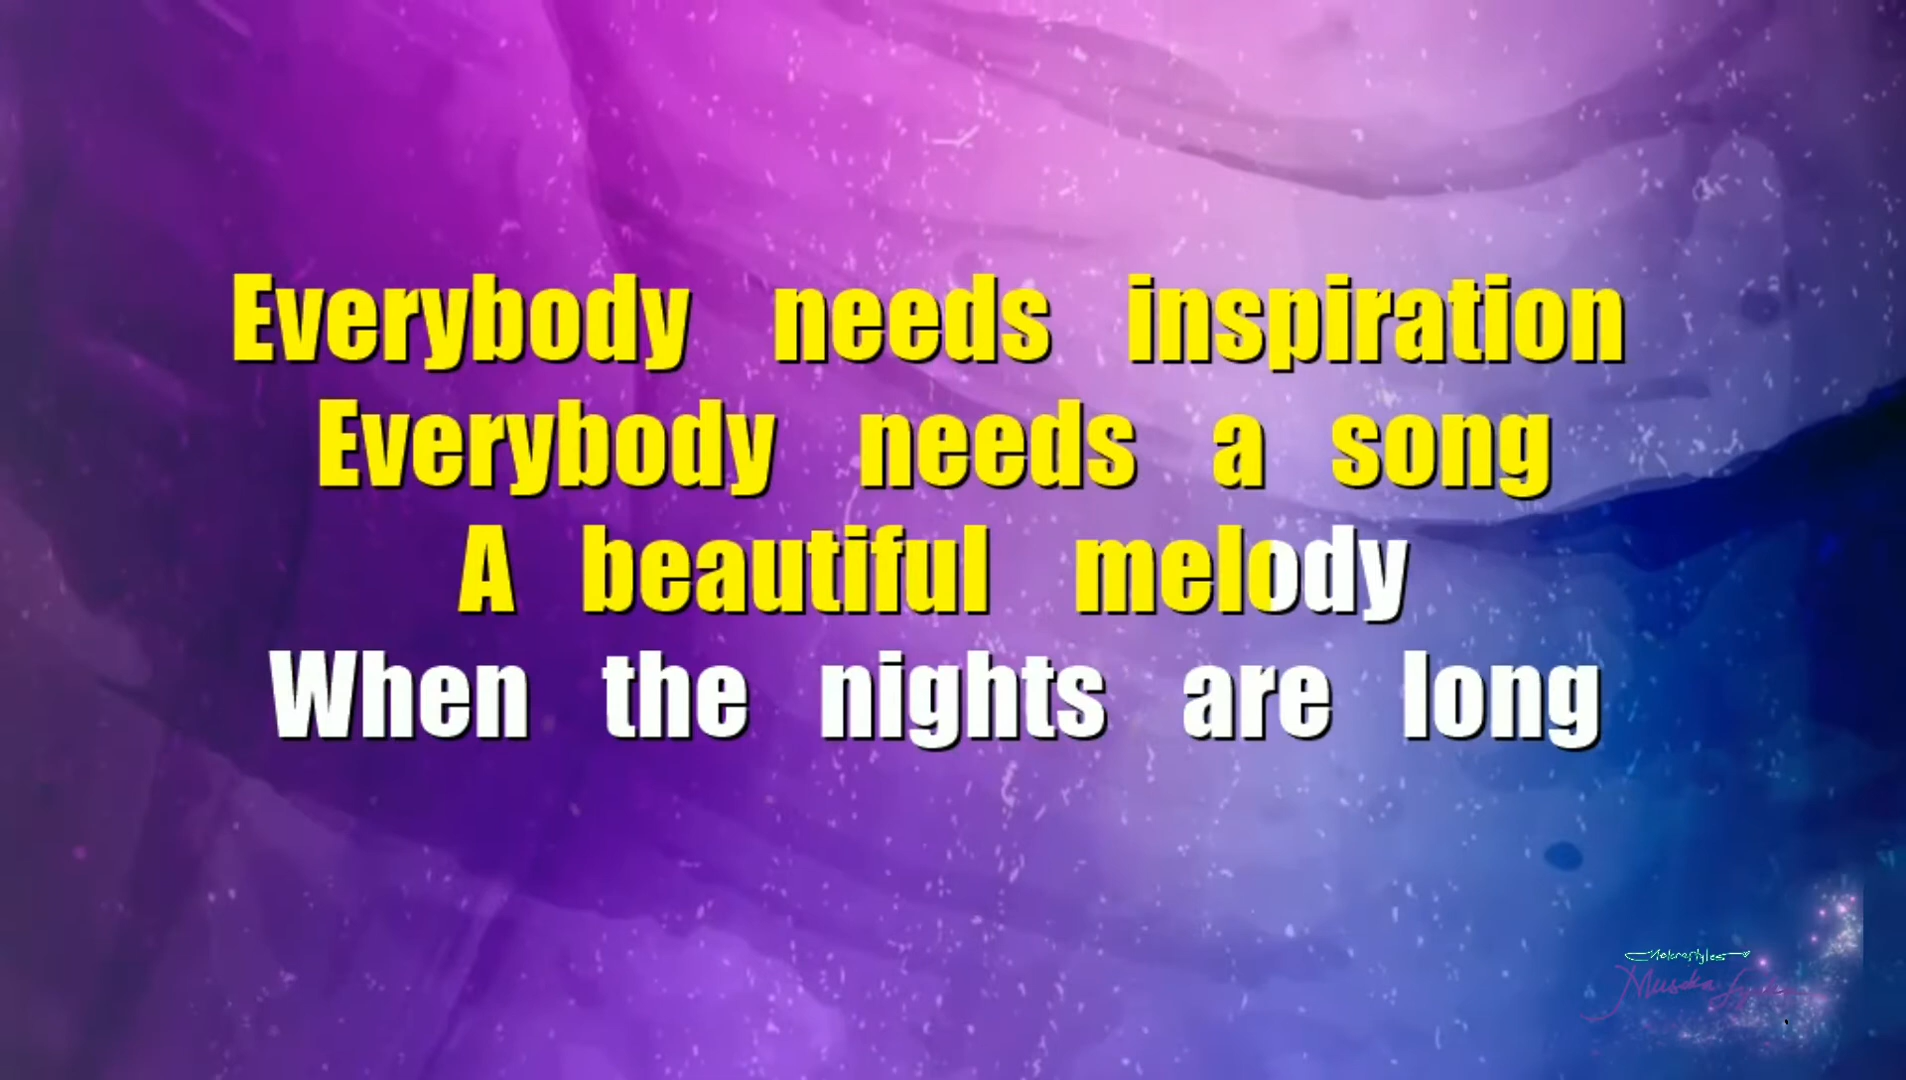 Everybody needs inspiration
Everybody needs a song
A beautiful melody
When the nights are long